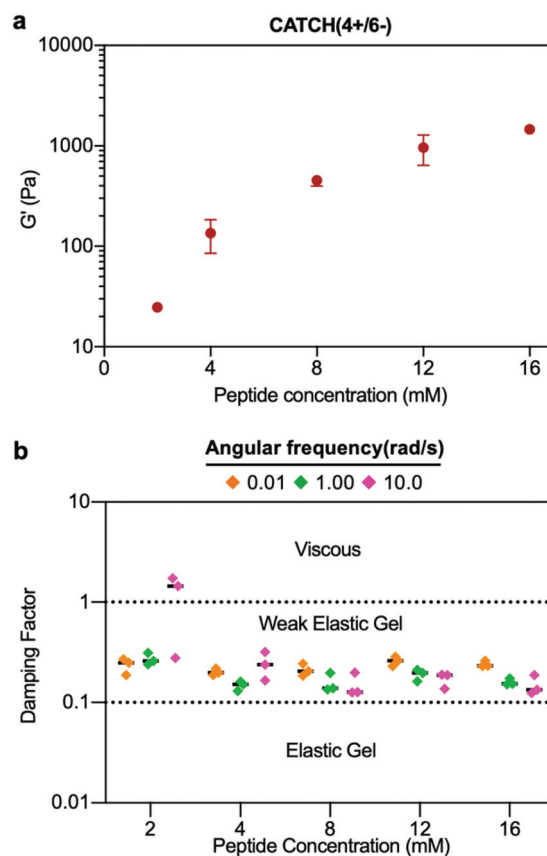 a
CATCH(4+/6-)
10000
1000
100
10
G' (Pa)
0 4 8 12 16
Peptide concentration (mM)
b
Angular frequency(rad/s)
0.01 1.00 10.0
10
1
0.1
0.01
Damping Factor
Viscous
Weak Elastic Gel
Elastic Gel
2 4 8 12 16
Peptide Concentration (mM)